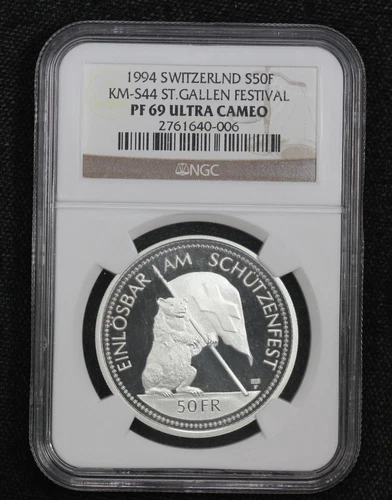 1994 SWITZERLND S50F
KM-S44 ST.GALLEN FESTIVAL
PF 69 ULTRA CAMEO
2761640-006
NGC
EINLÖSBAR AM SCHÜTZENFEST
50 FR